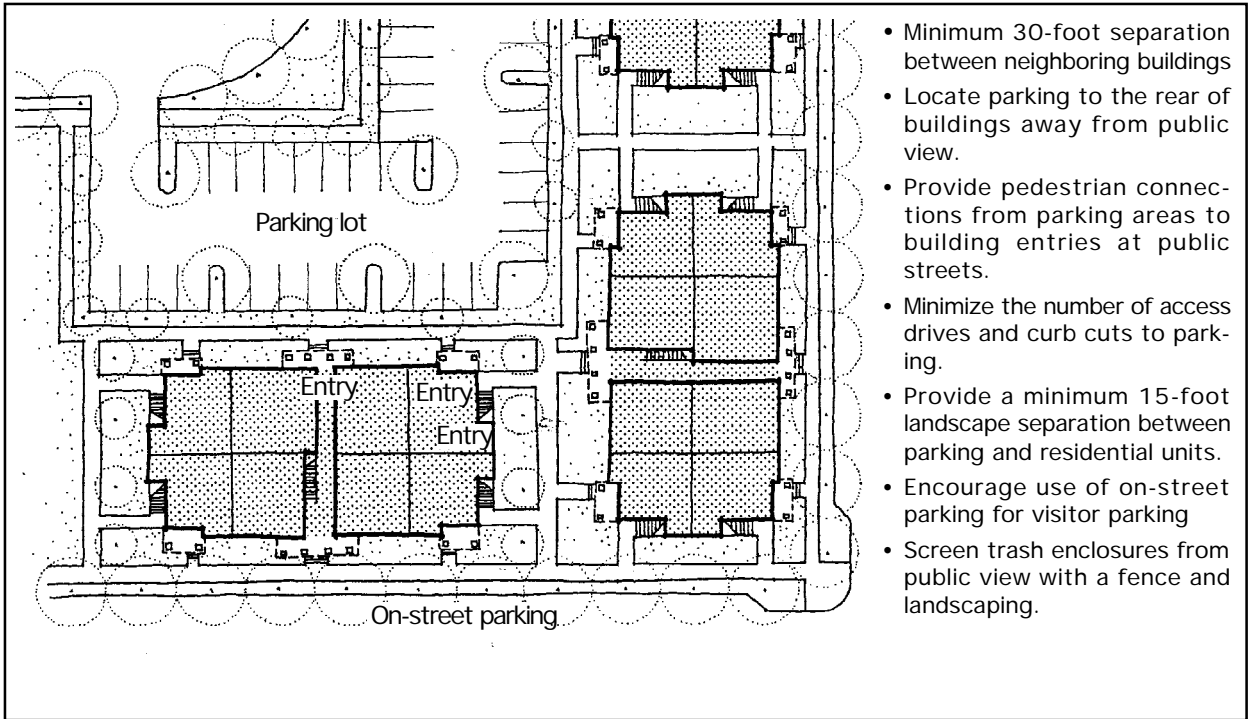 Parking lot
Entry
Entry
Entry
On-street parking
• Minimum 30-foot separation
between neighboring buildings
• Locate parking to the rear of
buildings away from public
view.
• Provide pedestrian connec-
tions from parking areas to
building entries at public
streets.
• Minimize the number of access
drives and curb cuts to park-
ing.
• Provide a minimum 15-foot
landscape separation between
parking and residential units.
• Encourage use of on-street
parking for visitor parking
• Screen trash enclosures from
public view with a fence and
landscaping.